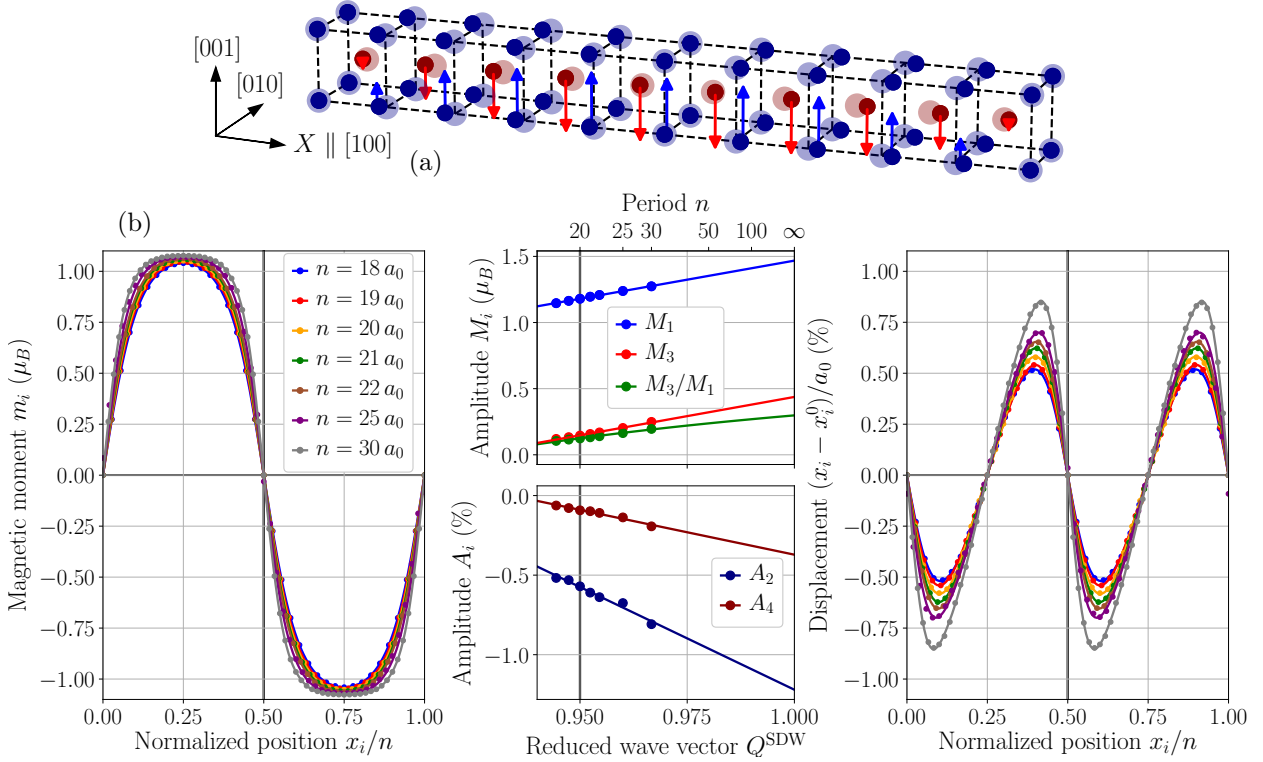 [001]
[010]
X ∥ [100]
(a)
(b)
Magnetic moment m_i (μ_B)
1.00
0.75
0.50
0.25
0.00
−0.25
−0.50
−0.75
−1.00
n = 18 a_0
n = 19 a_0
n = 20 a_0
n = 21 a_0
n = 22 a_0
n = 25 a_0
n = 30 a_0
0.00 0.25 0.50 0.75 1.00
Normalized position x_i/n
Period n
20 25 30 50 100 ∞
Amplitude M_i (μ_B)
1.5
1.0
0.5
0.0
M_1
M_3
M_3/M_1
Amplitude A_i (%)
0.0
−0.5
−1.0
A_2
A_4
0.950 0.975 1.000
Reduced wave vector Q^SDW
Displacement (x_i − x_i^0)/a_0 (%)
1.00
0.75
0.50
0.25
0.00
−0.25
−0.50
−0.75
−1.00
0.00 0.25 0.50 0.75 1.00
Normalized position x_i/n